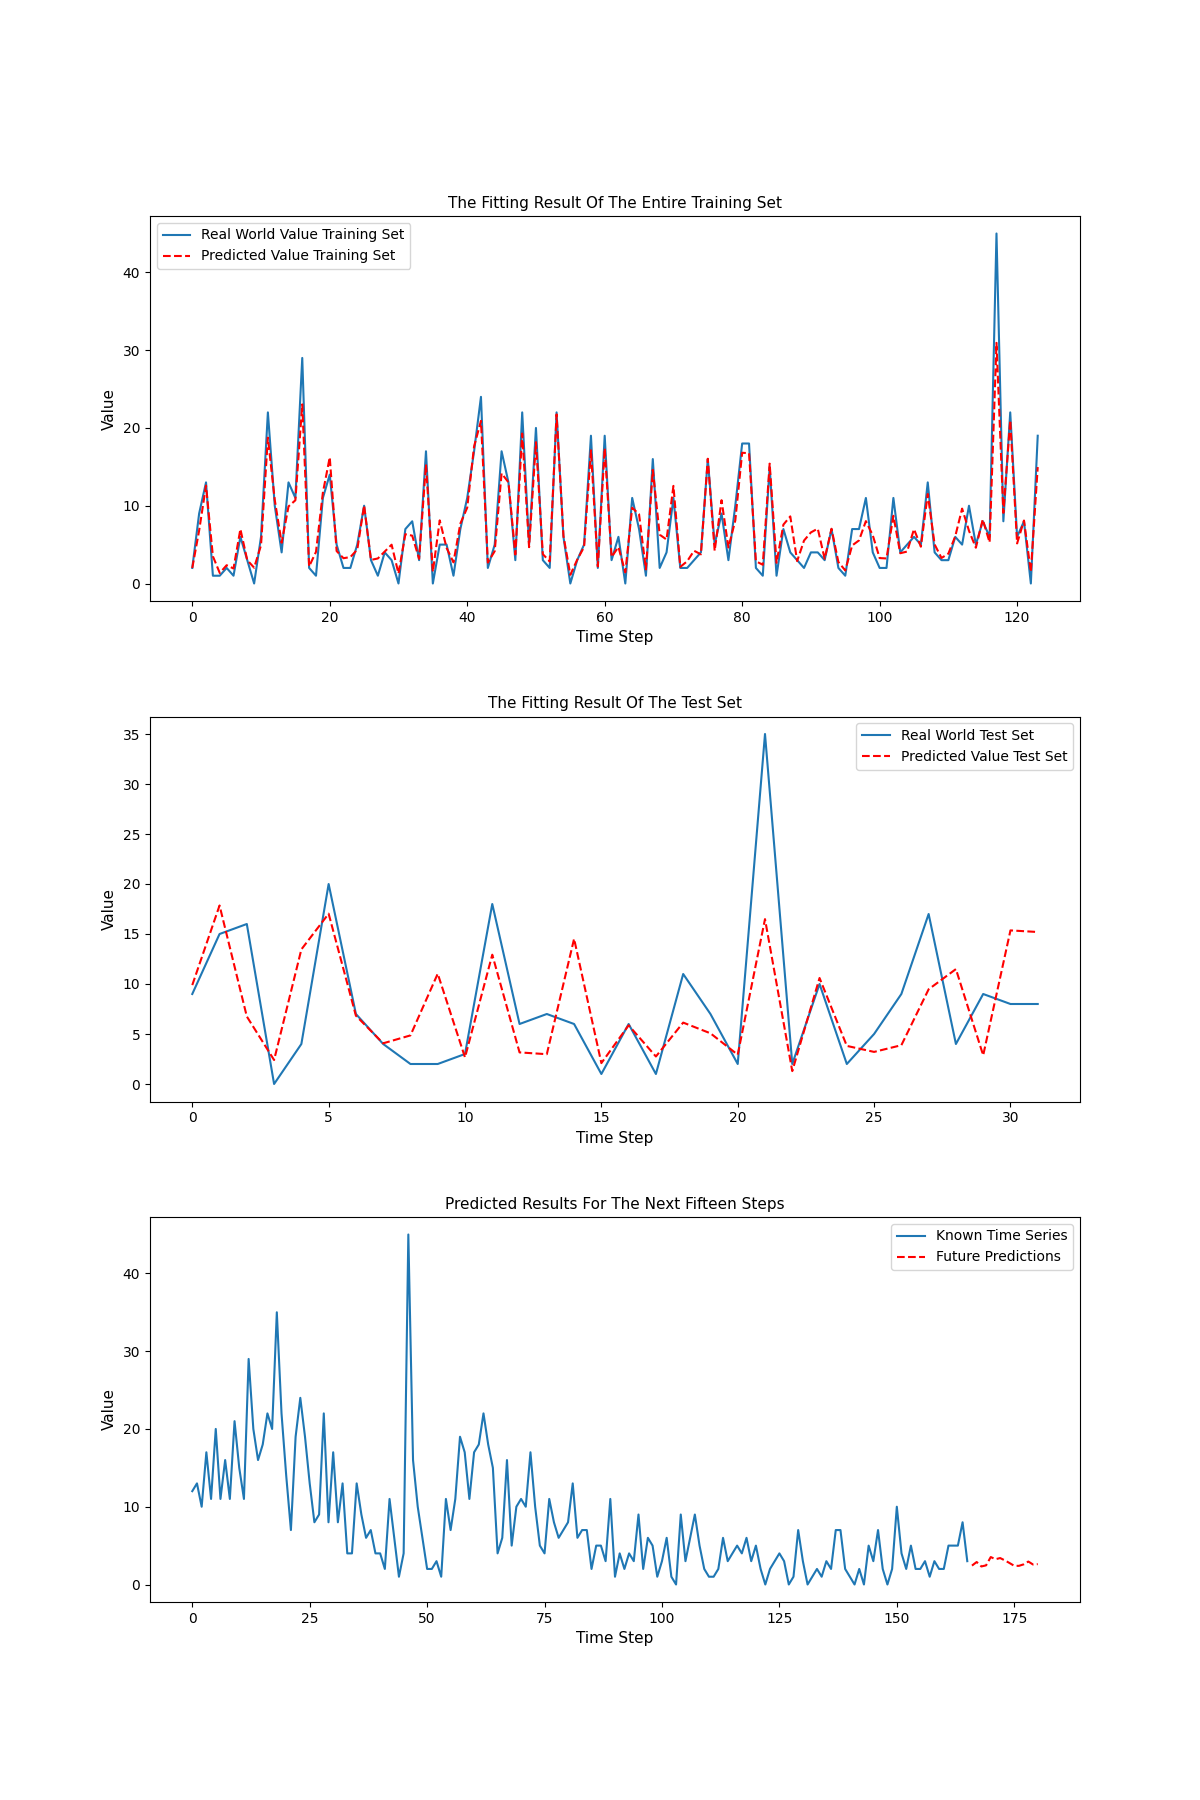 The Fitting Result Of The Entire Training Set
Real World Value Training Set
Predicted Value Training Set
Value
40
30
20
10
0
0 20 40 60 80 100 120
Time Step
The Fitting Result Of The Test Set
Real World Test Set
Predicted Value Test Set
Value
35
30
25
20
15
10
5
0
0 5 10 15 20 25 30
Time Step
Predicted Results For The Next Fifteen Steps
Known Time Series
Future Predictions
Value
40
30
20
10
0
0 25 50 75 100 125 150 175
Time Step